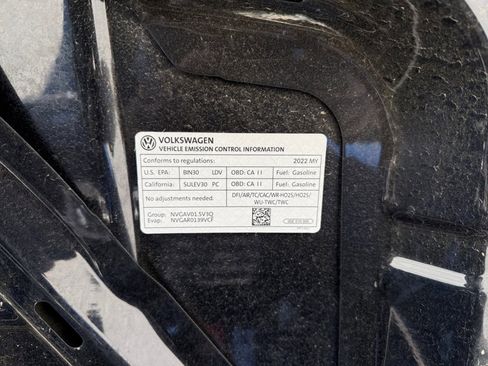 VOLKSWAGEN
VEHICLE EMISSION CONTROL INFORMATION
Conforms to regulations: 2022 MY
U.S. EPA: BIN30 LDV OBD: CA II Fuel: Gasoline
California: SULEV30 PC OBD: CA II Fuel: Gasoline
No adjustments needed. DFI/AIR/TC/CAC/WR-HO2S/HO2S/
WU-TWC/TWC
Group: NVGAV01.5V3Q
Evap: NVGAR0139VCF